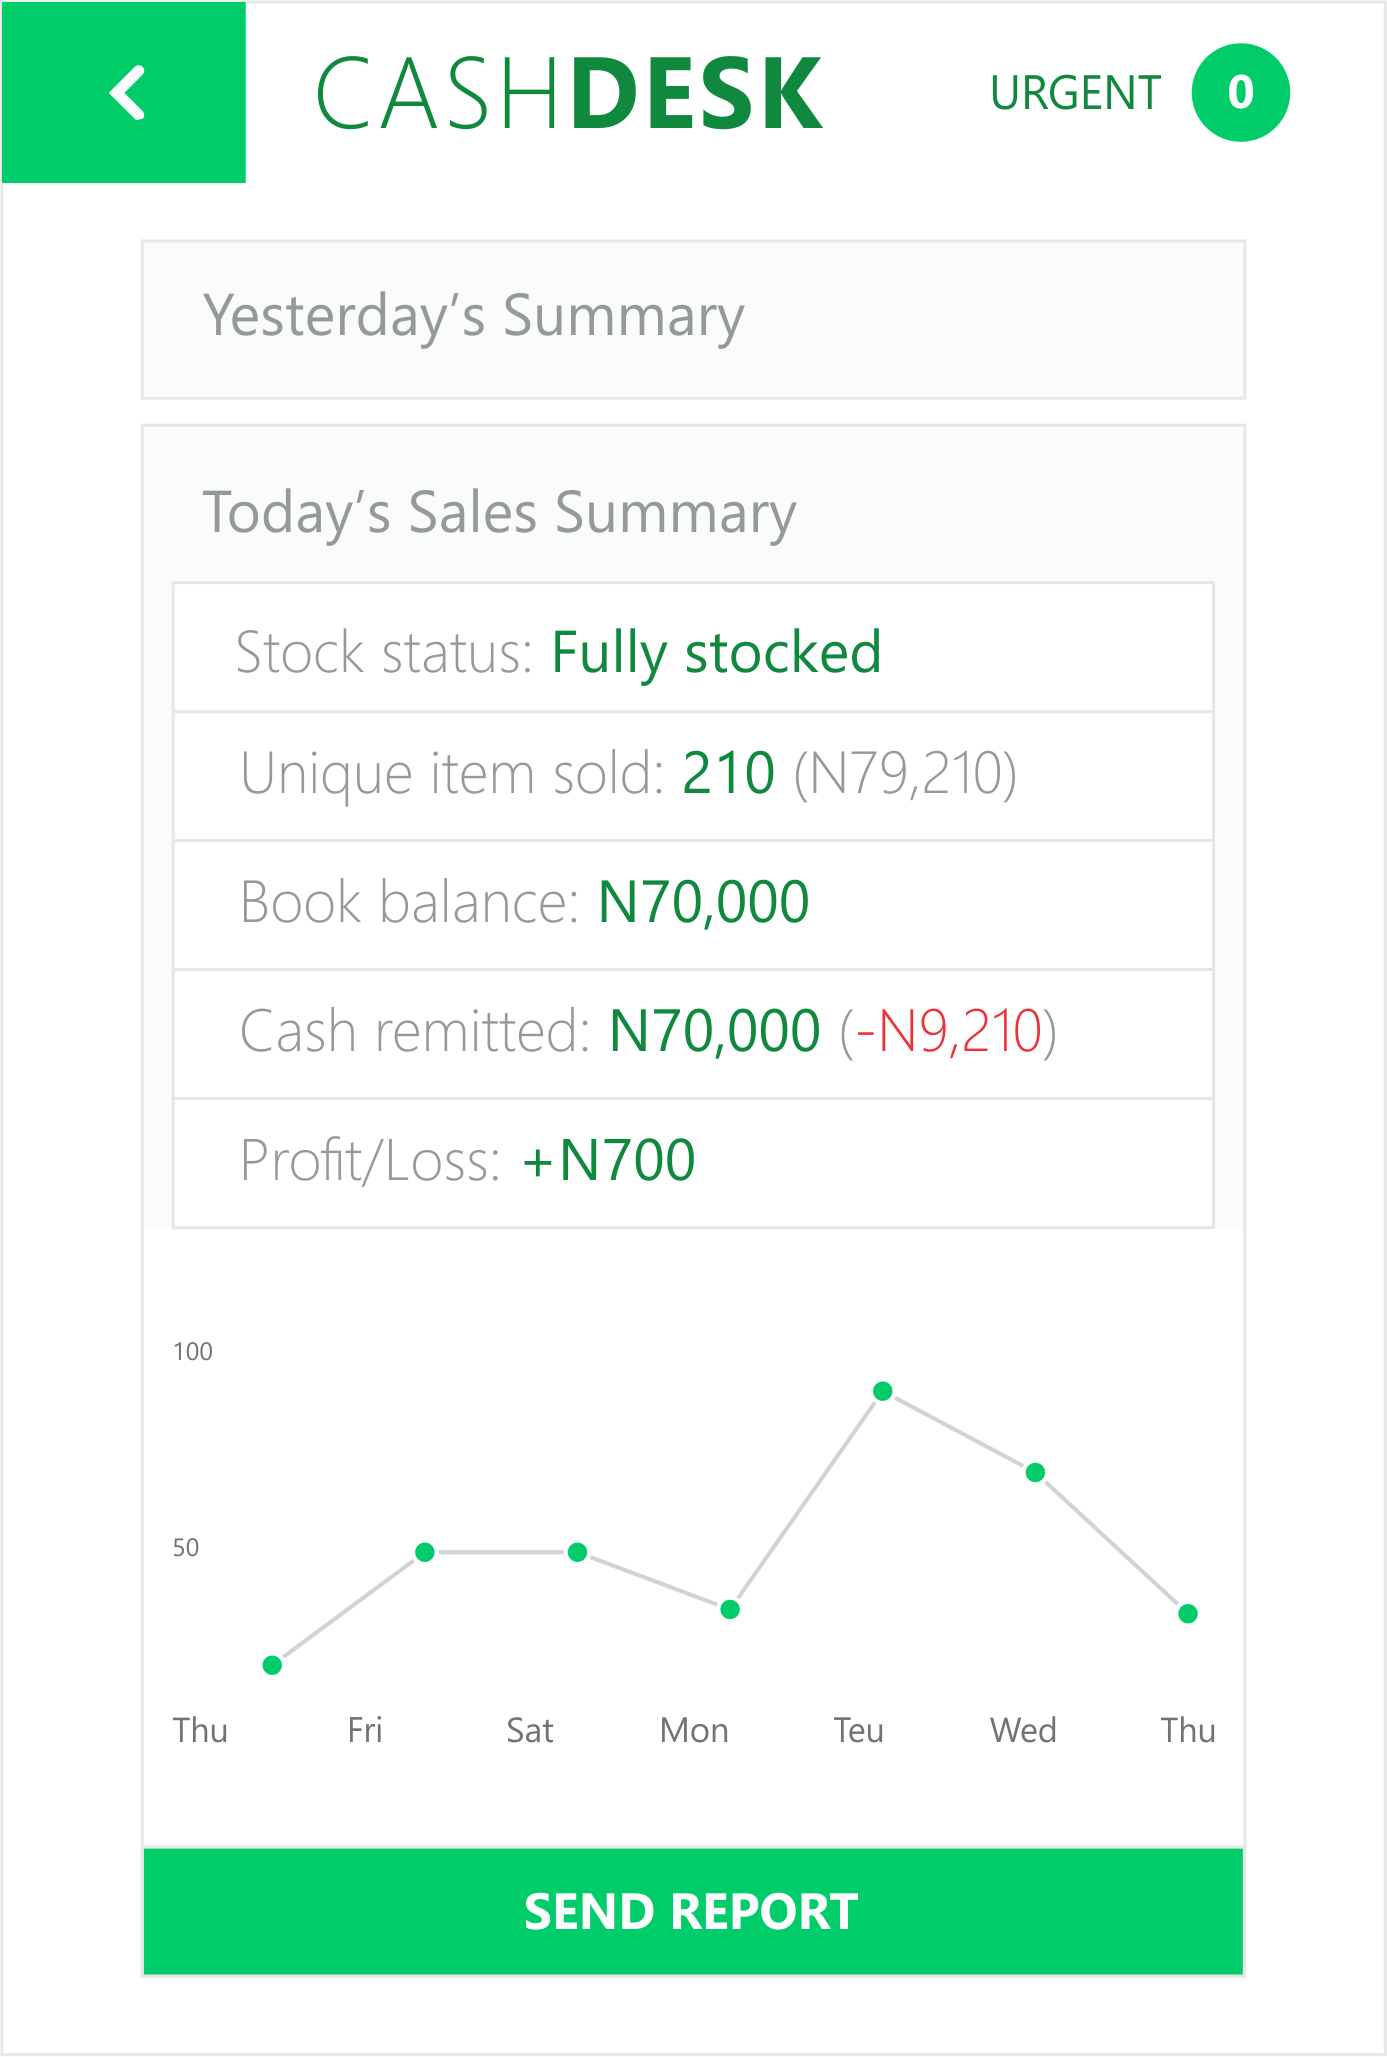 CASHDESK
URGENT 0
Yesterday’s Summary
Today’s Sales Summary
Stock status: Fully stocked
Unique item sold: 210 (N79,210)
Book balance: N70,000
Cash remitted: N70,000 (-N9,210)
Profit/Loss: +N700
100
50
Thu Fri Sat Mon Teu Wed Thu
SEND REPORT